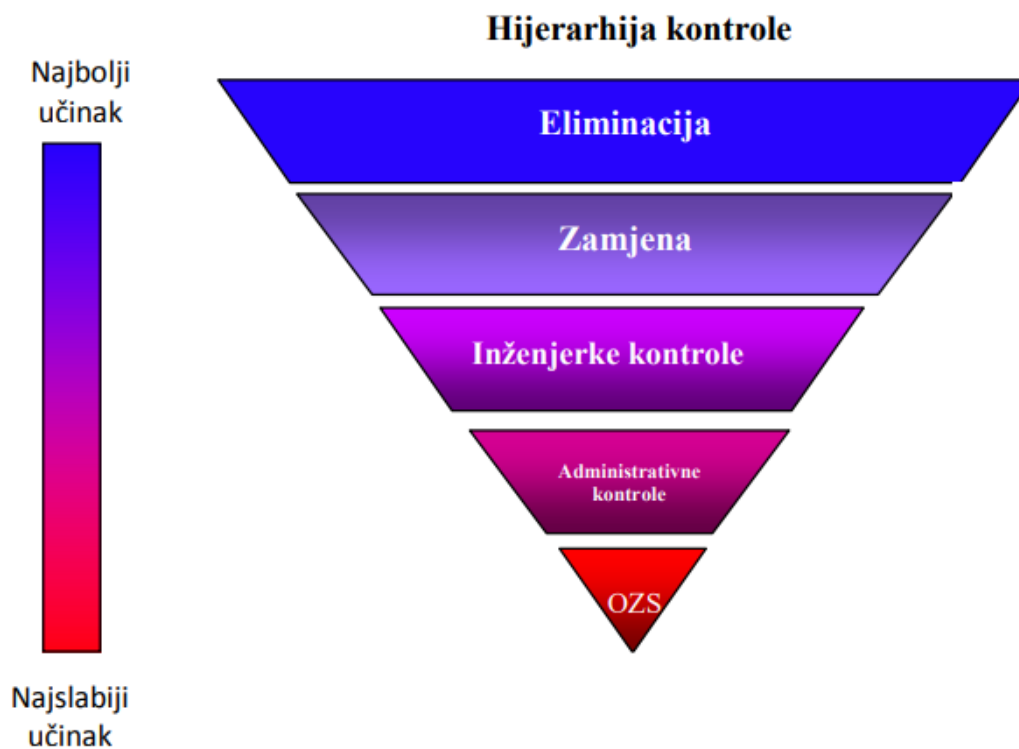 Hijerarhija kontrole
Najbolji
učinak
Eliminacija
Zamjena
Inženjerke kontrole
Administrativne
kontrole
OZS
Najslabiji
učinak